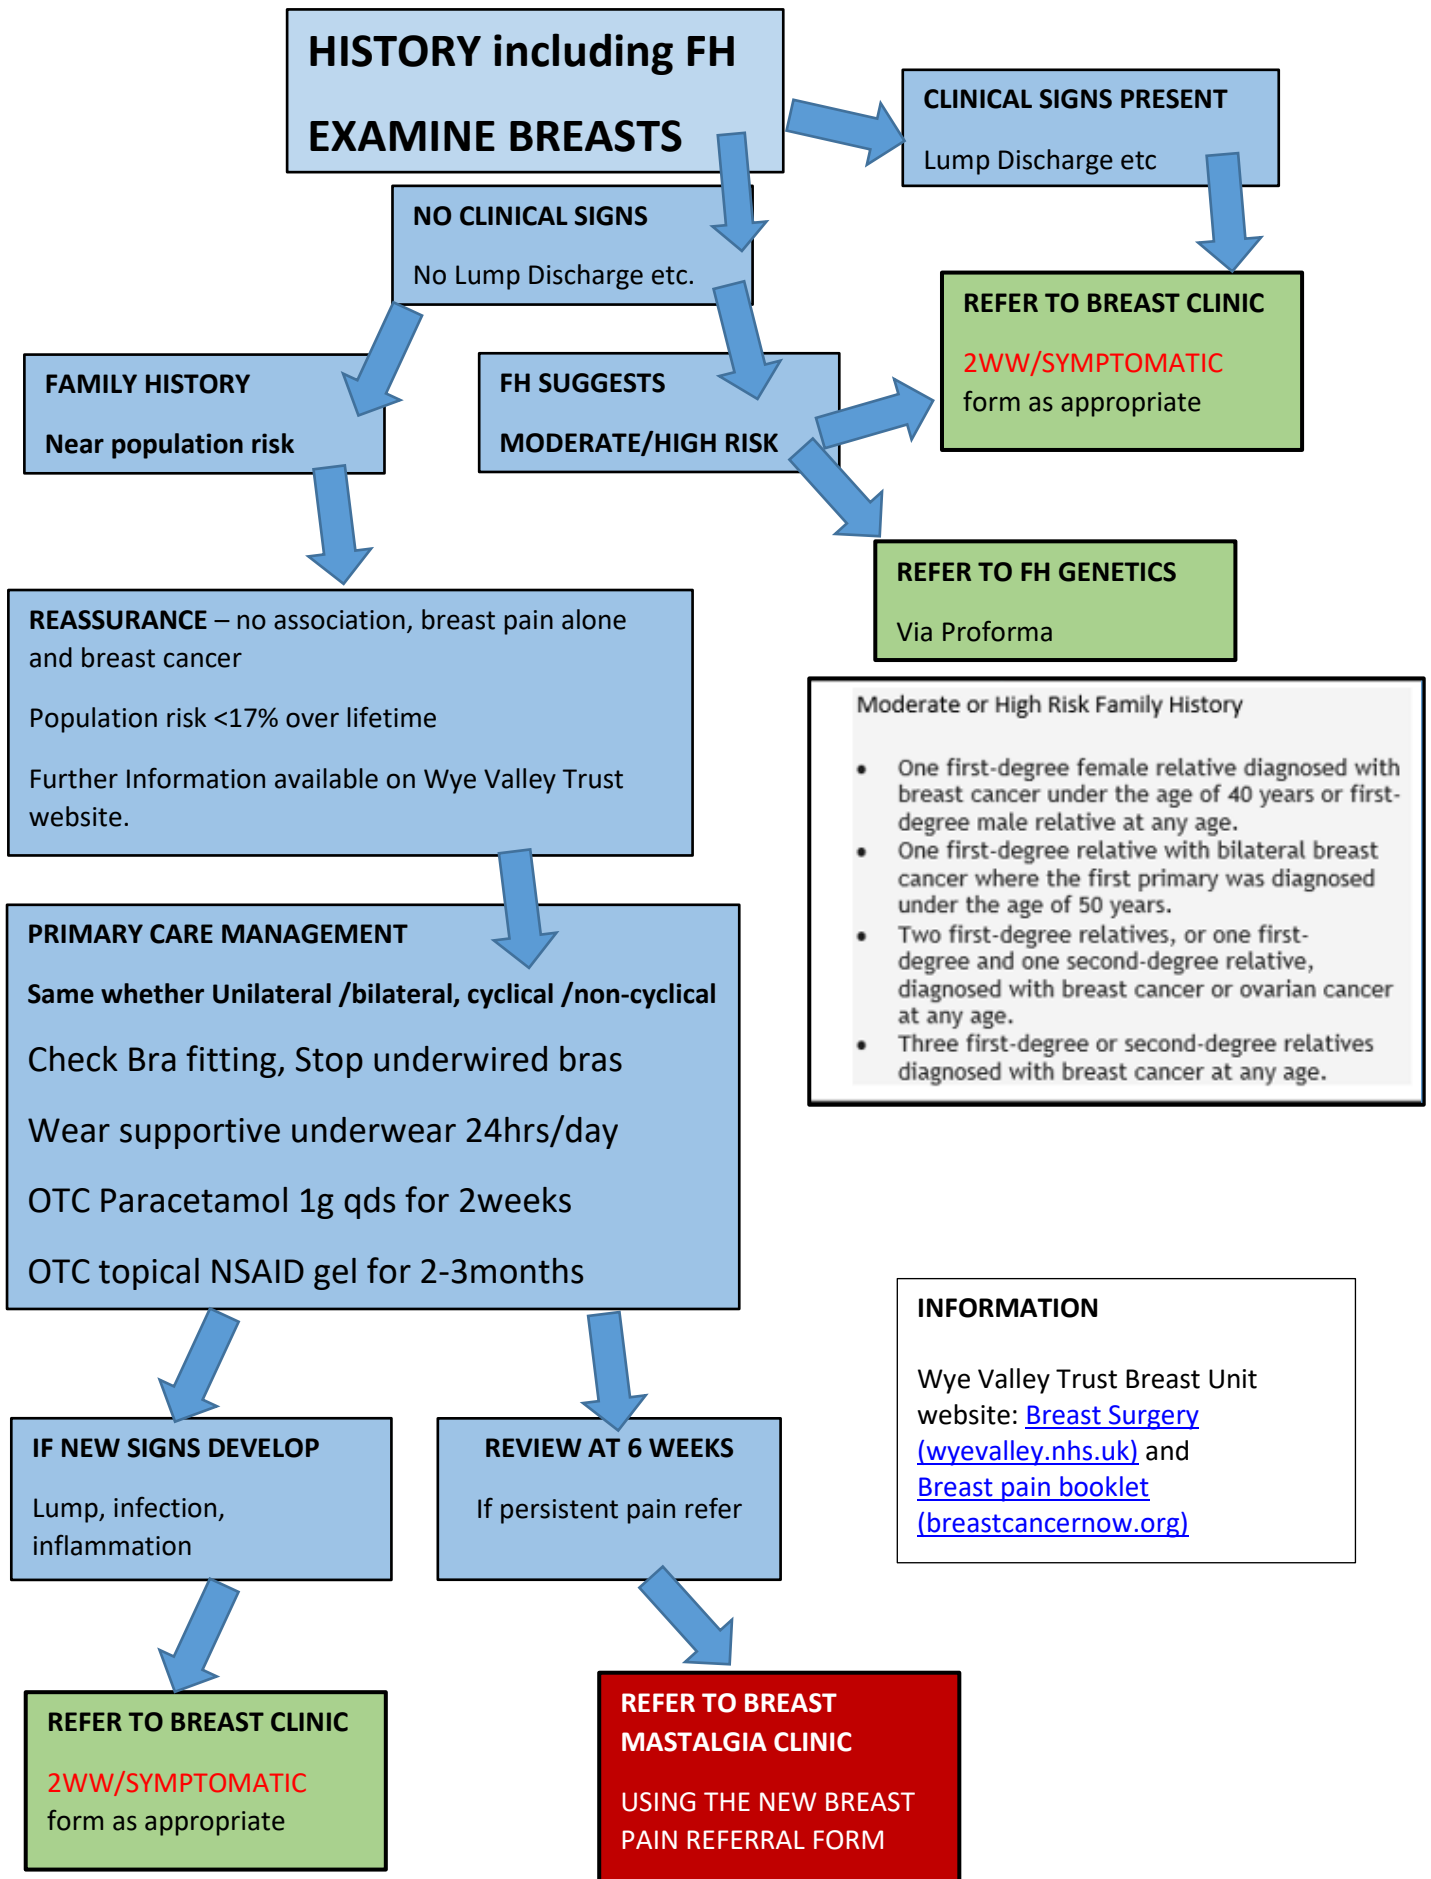 HISTORY including FH
EXAMINE BREASTS
CLINICAL SIGNS PRESENT
Lump Discharge etc
NO CLINICAL SIGNS
No Lump Discharge etc.
REFER TO BREAST CLINIC
2WW/SYMPTOMATIC
form as appropriate
FAMILY HISTORY
Near population risk
FH SUGGESTS
MODERATE/HIGH RISK
REFER TO FH GENETICS
Via Proforma
REASSURANCE – no association, breast pain alone
and breast cancer
Population risk <17% over lifetime
Further Information available on Wye Valley Trust
website.
Moderate or High Risk Family History
• One first-degree female relative diagnosed with
breast cancer under the age of 40 years or first-
degree male relative at any age.
• One first-degree relative with bilateral breast
cancer where the first primary was diagnosed
under the age of 50 years.
• Two first-degree relatives, or one first-
degree and one second-degree relative,
diagnosed with breast cancer or ovarian cancer
at any age.
• Three first-degree or second-degree relatives
diagnosed with breast cancer at any age.
PRIMARY CARE MANAGEMENT
Same whether Unilateral /bilateral, cyclical /non-cyclical
Check Bra fitting, Stop underwired bras
Wear supportive underwear 24hrs/day
OTC Paracetamol 1g qds for 2weeks
OTC topical NSAID gel for 2-3months
INFORMATION
Wye Valley Trust Breast Unit
website: Breast Surgery
(wyevalley.nhs.uk) and
Breast pain booklet
(breastcancernow.org)
IF NEW SIGNS DEVELOP
Lump, infection,
inflammation
REVIEW AT 6 WEEKS
If persistent pain refer
REFER TO BREAST CLINIC
2WW/SYMPTOMATIC
form as appropriate
REFER TO BREAST
MASTALGIA CLINIC
USING THE NEW BREAST
PAIN REFERRAL FORM